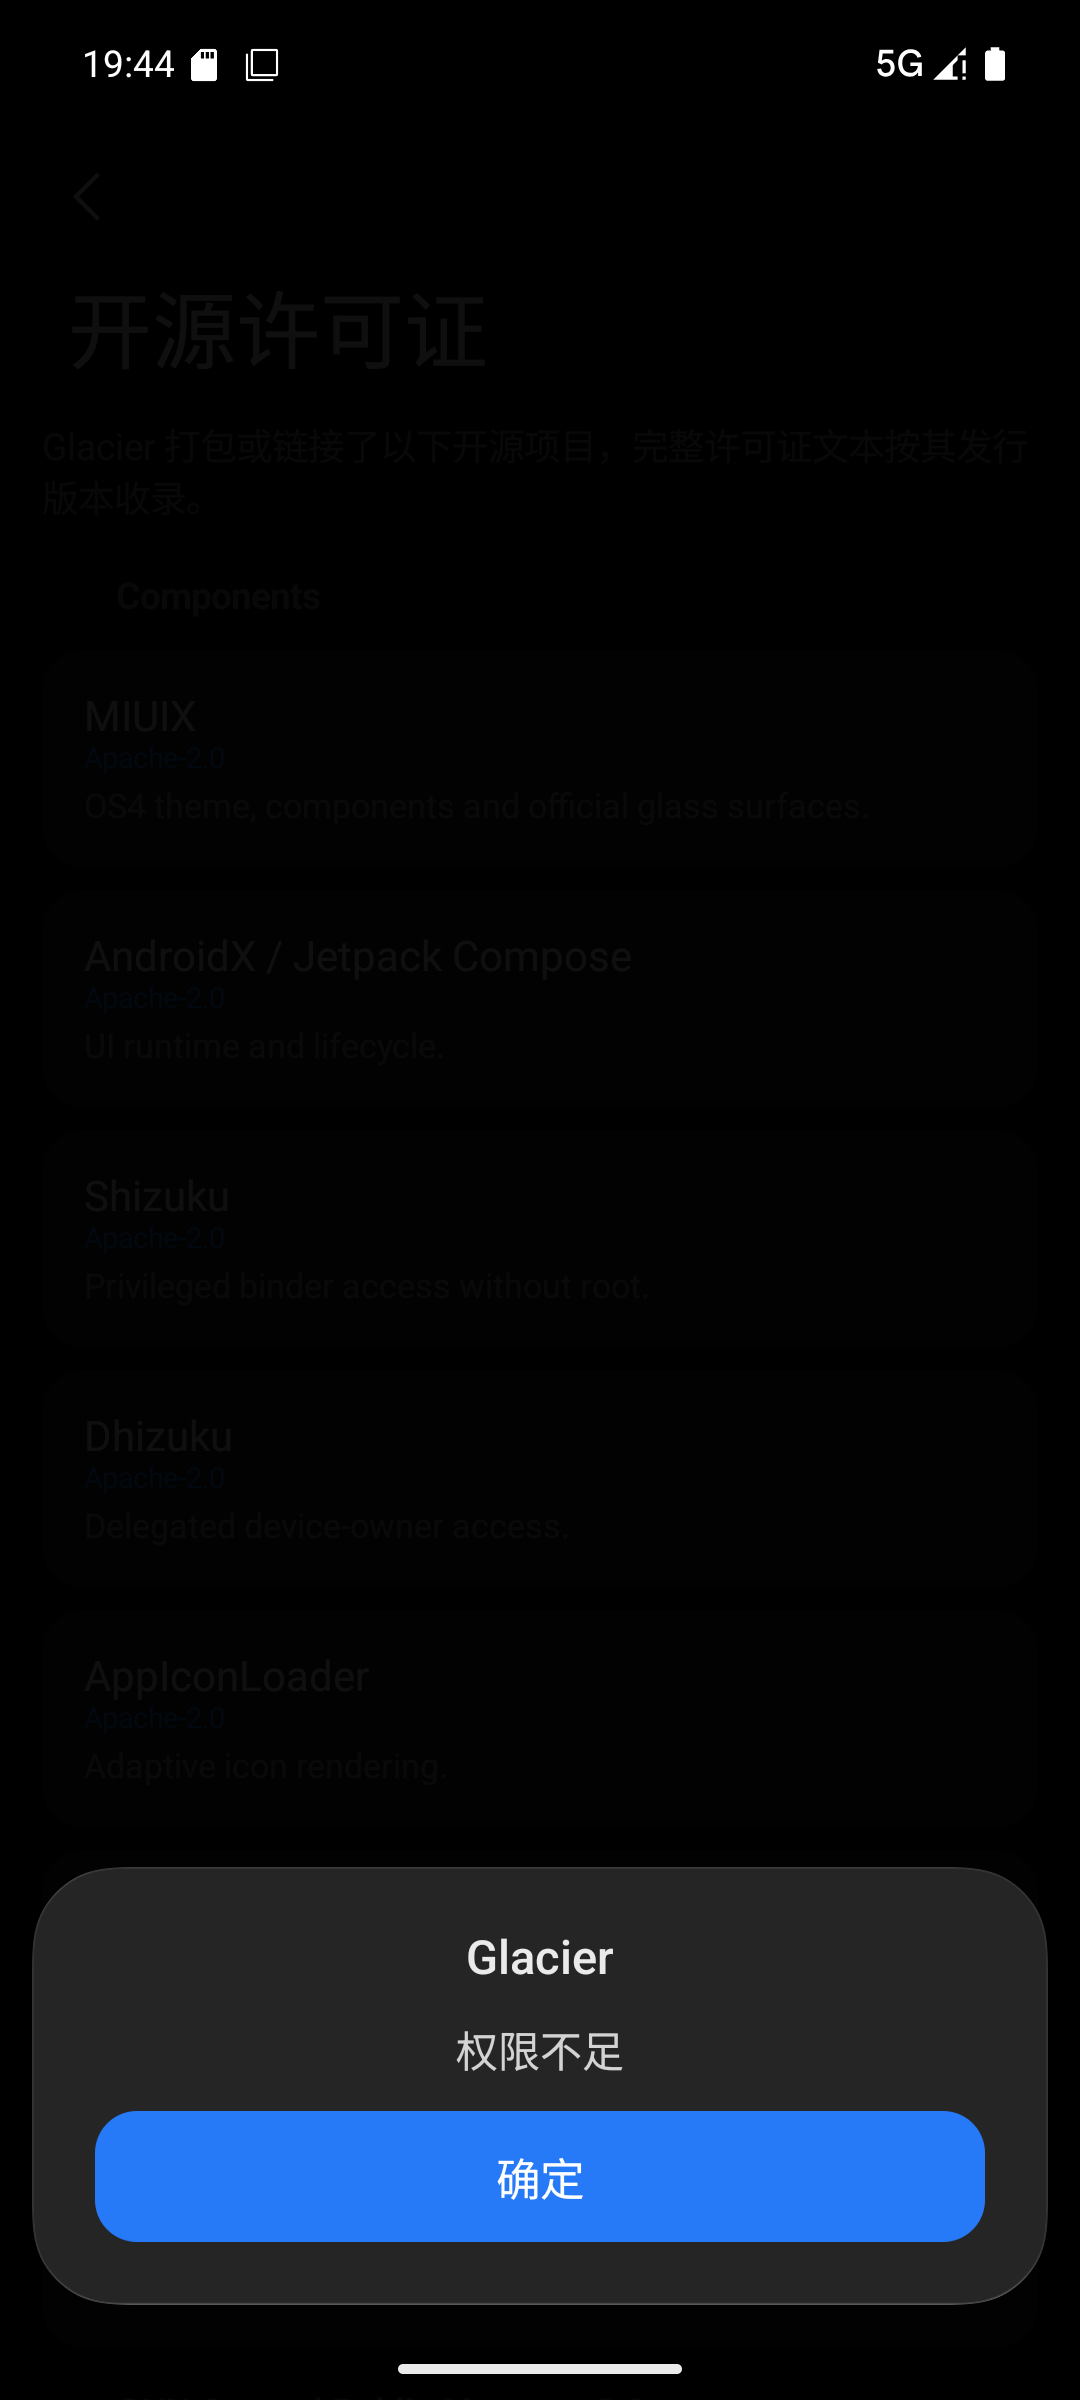 19:44
5G
开源许可证
Glacier 打包或链接了以下开源项目，完整许可证文本按其发行
版本收录。
Components
MIUIX
Apache-2.0
OS4 theme, components and official glass surfaces.
AndroidX / Jetpack Compose
Apache-2.0
UI runtime and lifecycle.
Shizuku
Apache-2.0
Privileged binder access without root.
Dhizuku
Apache-2.0
Delegated device-owner access.
AppIconLoader
Apache-2.0
Adaptive icon rendering.
Glacier
权限不足
确定